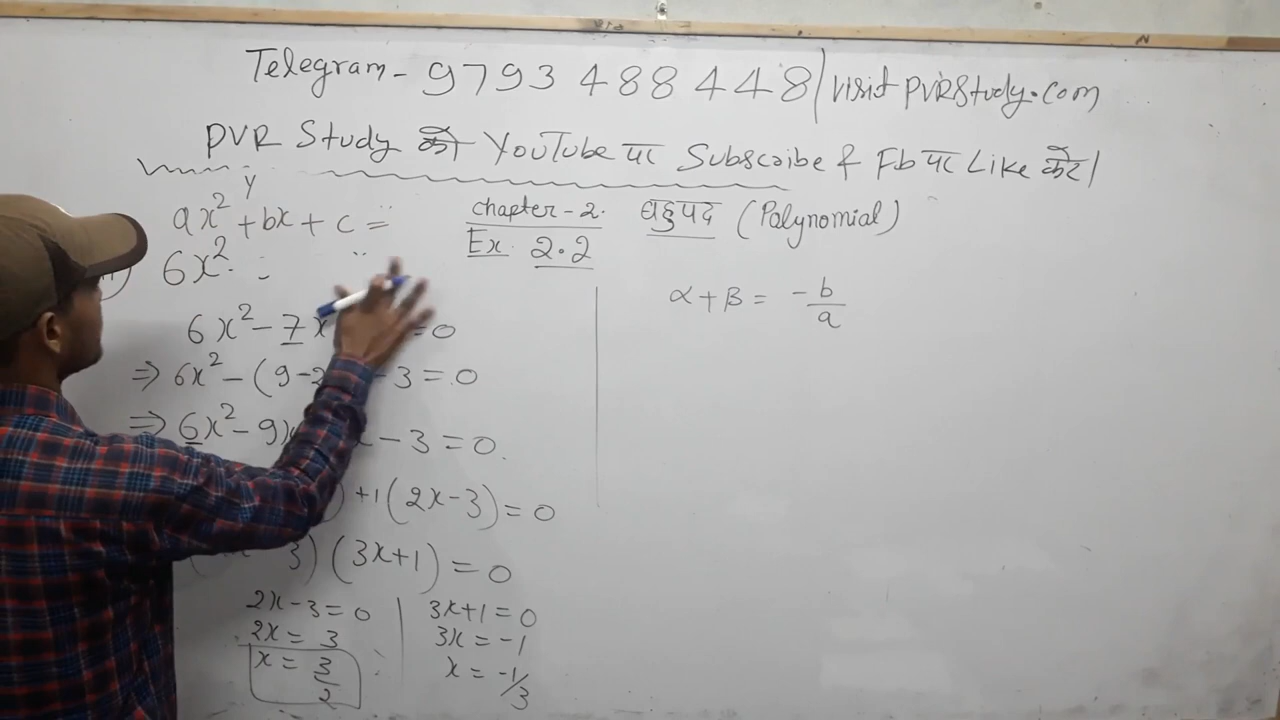 Telegram - 9793 488448 | visit PVRStudy.com
PVR Study को YouTube पर Subscribe & Fb पर Like करें।
y
ax² + bx + c =
Chapter - 2. बहुपद (Polynomial)
Ex. 2.2
6x²
α + β = -b/a
6x² - 7x = 0
⇒ 6x² - (9-2 - 3 = 0
⇒ 6x² - 9x - 3 = 0
) +1(2x-3) = 0
3) (3x+1) = 0
2x - 3 = 0 | 3x + 1 = 0
2x = 3 3x = -1
x = 3/2 x = -1/3